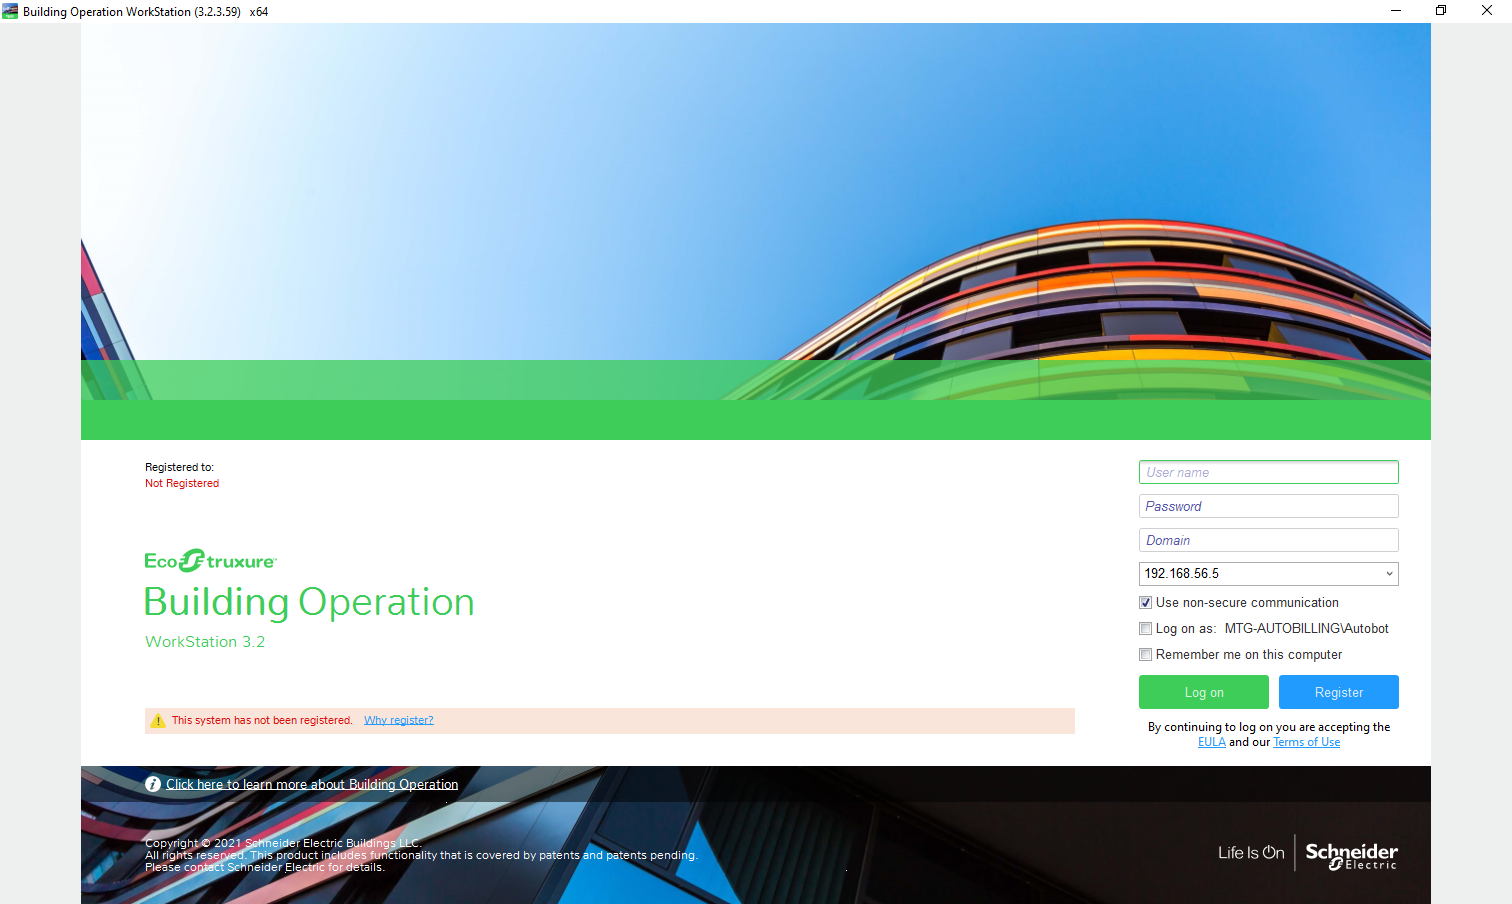 Building Operation WorkStation (3.2.3.59) x64
Registered to:
Not Registered
EcoStruxure™
Building Operation
WorkStation 3.2
This system has not been registered. Why register?
User name
Password
Domain
192.168.56.5
Use non-secure communication
Log on as: MTG-AUTOBILLING\Autobot
Remember me on this computer
Log on Register
By continuing to log on you are accepting the
EULA and our Terms of Use
Click here to learn more about Building Operation
Copyright © 2021 Schneider Electric Buildings LLC.
All rights reserved. This product includes functionality that is covered by patents and patents pending.
Please contact Schneider Electric for details.
Life Is On
Schneider
Electric